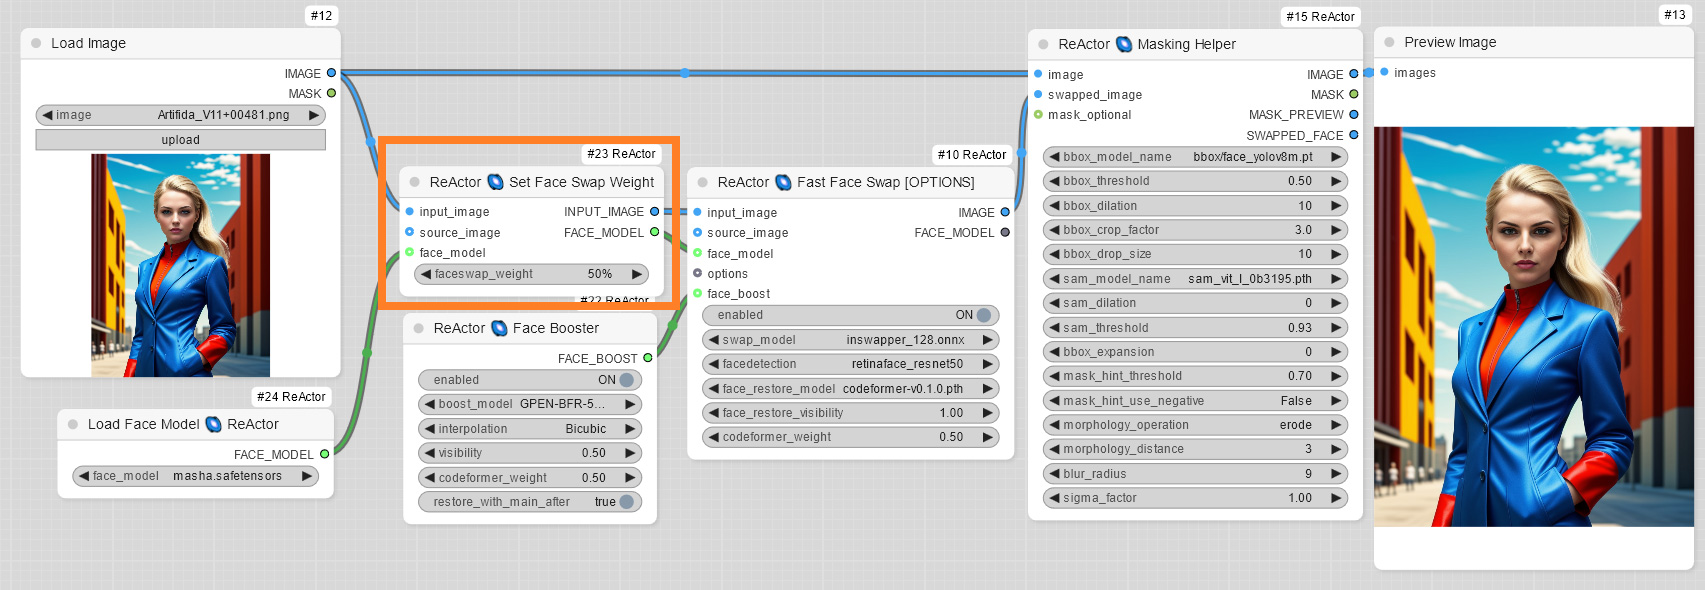 #12
Load Image
IMAGE
MASK
image Artifida_V11+00481.png
upload
#24 ReActor
Load Face Model ReActor
FACE_MODEL
face_model masha.safetensors
#23 ReActor
ReActor Set Face Swap Weight
input_image INPUT_IMAGE
source_image FACE_MODEL
face_model
faceswap_weight 50%
#22 ReActor
ReActor Face Booster
FACE_BOOST
enabled ON
boost_model GPEN-BFR-5...
interpolation Bicubic
visibility 0.50
codeformer_weight 0.50
restore_with_main_after true
#10 ReActor
ReActor Fast Face Swap [OPTIONS]
input_image IMAGE
source_image FACE_MODEL
face_model
options
face_boost
enabled ON
swap_model inswapper_128.onnx
facedetection retinaface_resnet50
face_restore_model codeformer-v0.1.0.pth
face_restore_visibility 1.00
codeformer_weight 0.50
#15 ReActor
ReActor Masking Helper
image IMAGE
swapped_image MASK
mask_optional MASK_PREVIEW
SWAPPED_FACE
bbox_model_name bbox/face_yolov8m.pt
bbox_threshold 0.50
bbox_dilation 10
bbox_crop_factor 3.0
bbox_drop_size 10
sam_model_name sam_vit_l_0b3195.pth
sam_dilation 0
sam_threshold 0.93
bbox_expansion 0
mask_hint_threshold 0.70
mask_hint_use_negative False
morphology_operation erode
morphology_distance 3
blur_radius 9
sigma_factor 1.00
#13
Preview Image
images